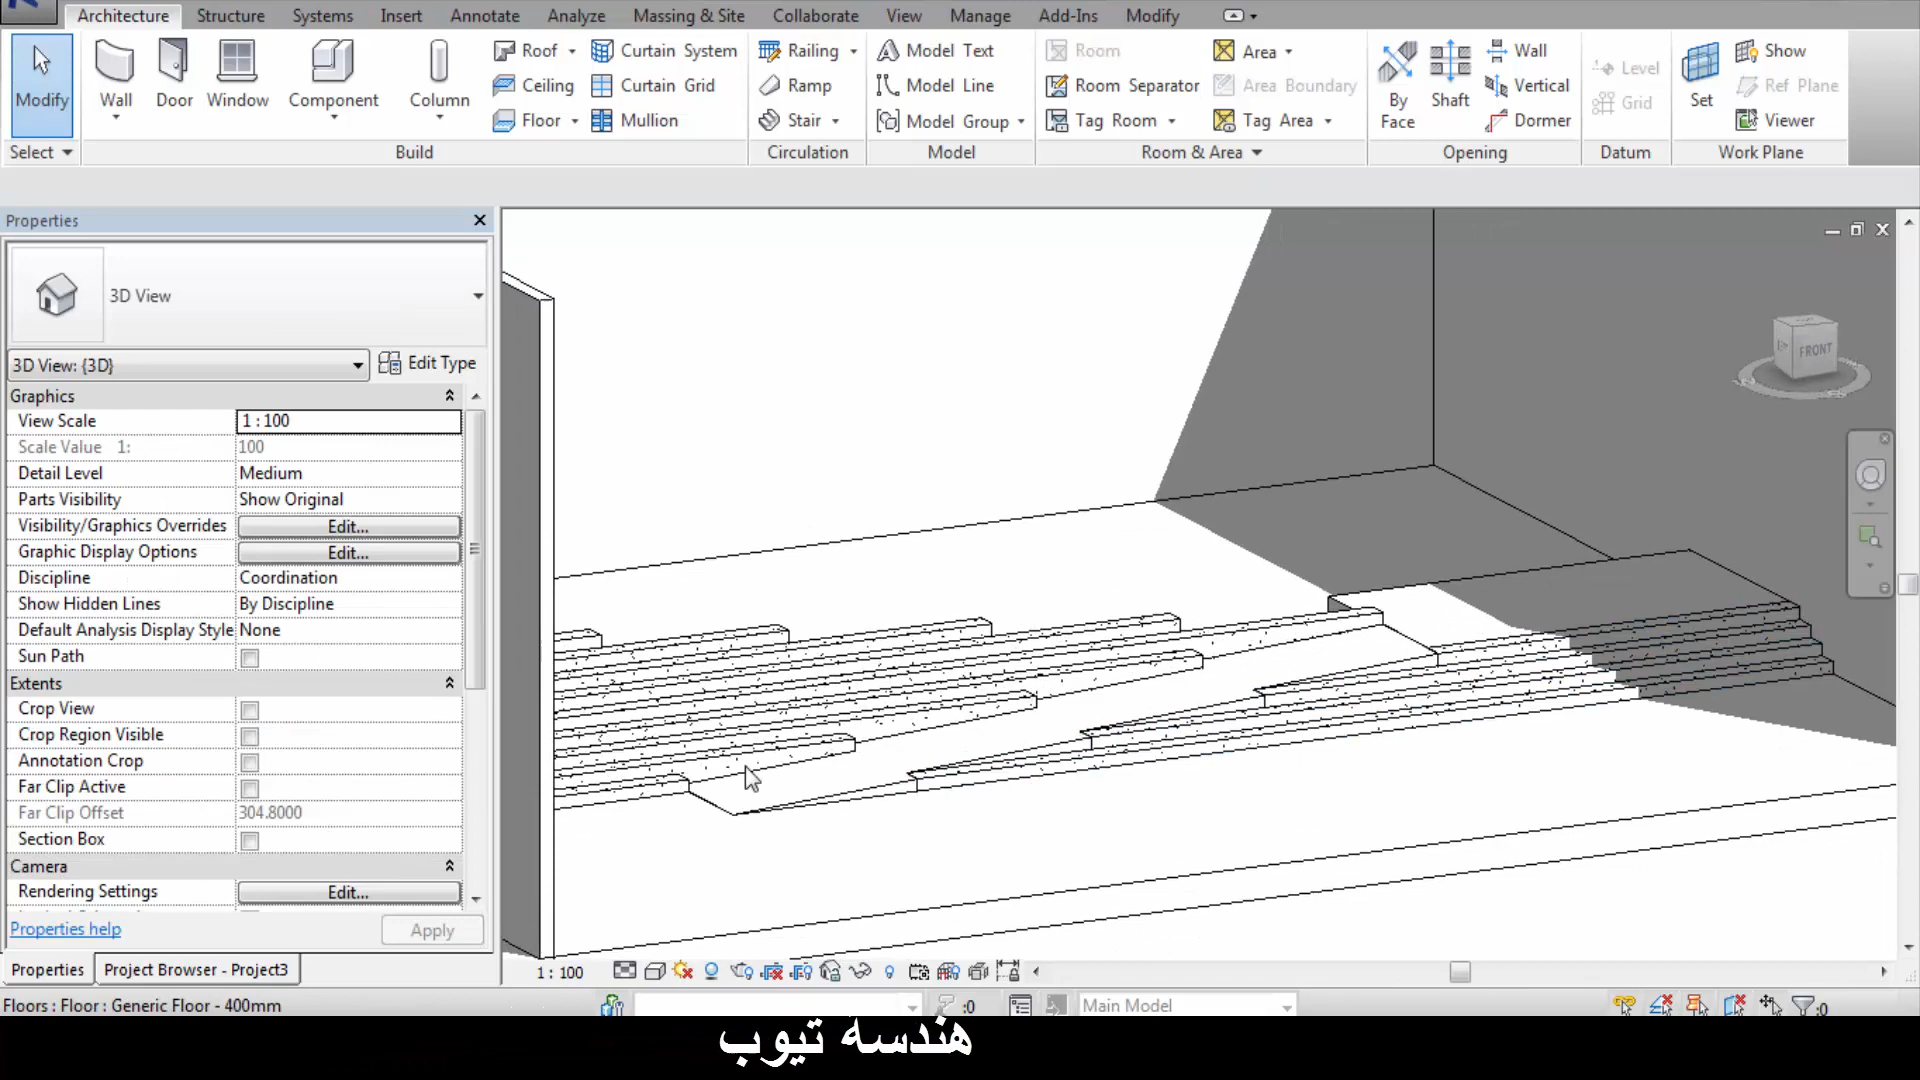 Architecture Structure Systems Insert Annotate Analyze Massing & Site Collaborate View Manage Add-Ins Modify
Modify Wall Door Window Component Column
Roof Curtain System Railing Model Text Room Area Wall Level Show
Ceiling Curtain Grid Ramp Model Line Room Separator Area Boundary By Face Shaft Vertical Grid Set Ref Plane
Floor Mullion Stair Model Group Tag Room Tag Area Dormer Viewer
Select Build Circulation Model Room & Area Opening Datum Work Plane
Properties
3D View
3D View: {3D} Edit Type
Graphics
View Scale 1 : 100
Scale Value 1: 100
Detail Level Medium
Parts Visibility Show Original
Visibility/Graphics Overrides Edit...
Graphic Display Options Edit...
Discipline Coordination
Show Hidden Lines By Discipline
Default Analysis Display Style None
Sun Path
Extents
Crop View
Crop Region Visible
Annotation Crop
Far Clip Active
Far Clip Offset 304.8000
Section Box
Camera
Rendering Settings Edit...
Properties help Apply
Properties Project Browser - Project3
FRONT
1 : 100
Floors : Floor : Generic Floor - 400mm :0 Main Model :0
هندسة تيوب